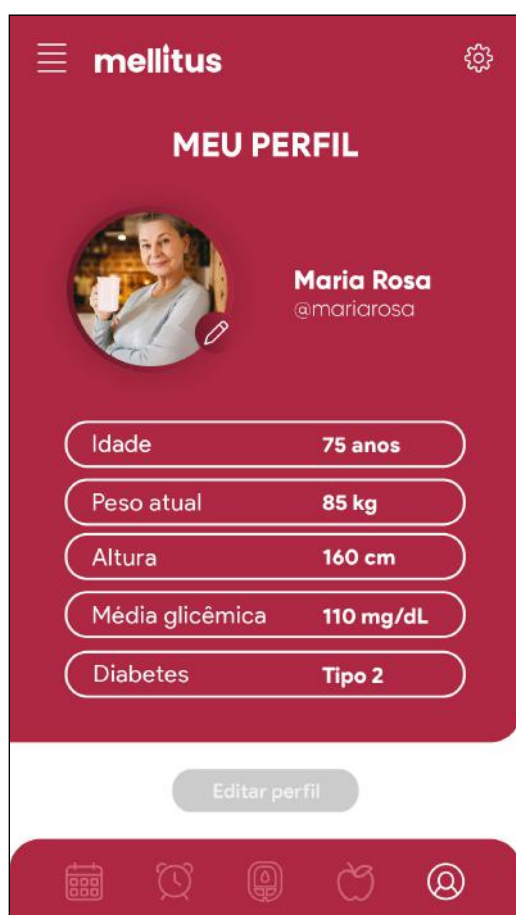 mellitus
MEU PERFIL
Maria Rosa
@mariarosa
Idade 75 anos
Peso atual 85 kg
Altura 160 cm
Média glicêmica 110 mg/dL
Diabetes Tipo 2
Editar perfil